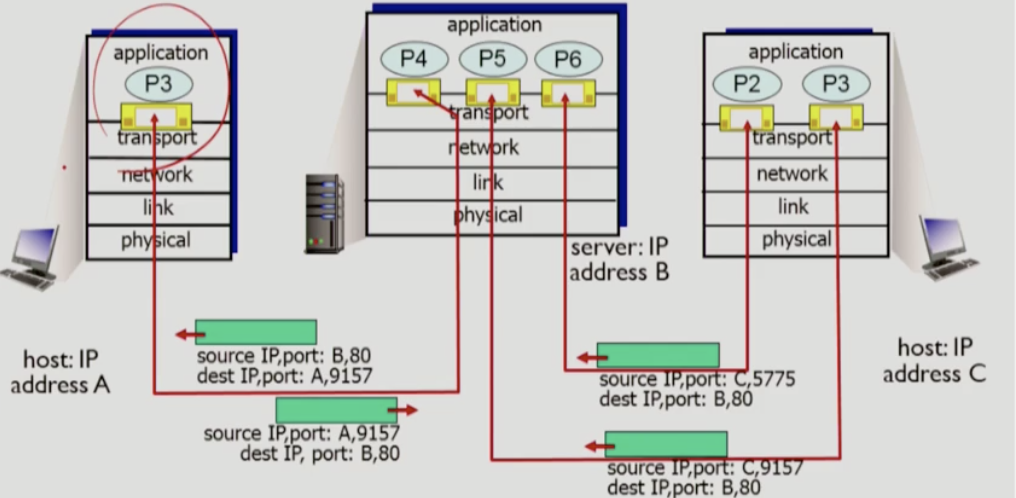 application
P3
transport
network
link
physical
host: IP
address A
application
P4 P5 P6
transport
network
link
physical
server: IP
address B
application
P2 P3
transport
network
link
physical
host: IP
address C
source IP,port: B,80
dest IP,port: A,9157
source IP,port: A,9157
dest IP, port: B,80
source IP,port: C,5775
dest IP,port: B,80
source IP,port: C,9157
dest IP,port: B,80